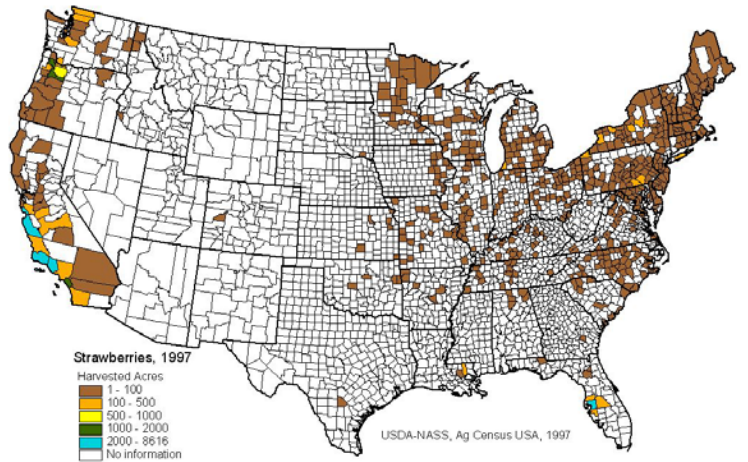 Strawberries, 1997
Harvested Acres
1 - 100
100 - 500
500 - 1000
1000 - 2000
2000 - 8616
No information
USDA-NASS, Ag Census USA, 1997